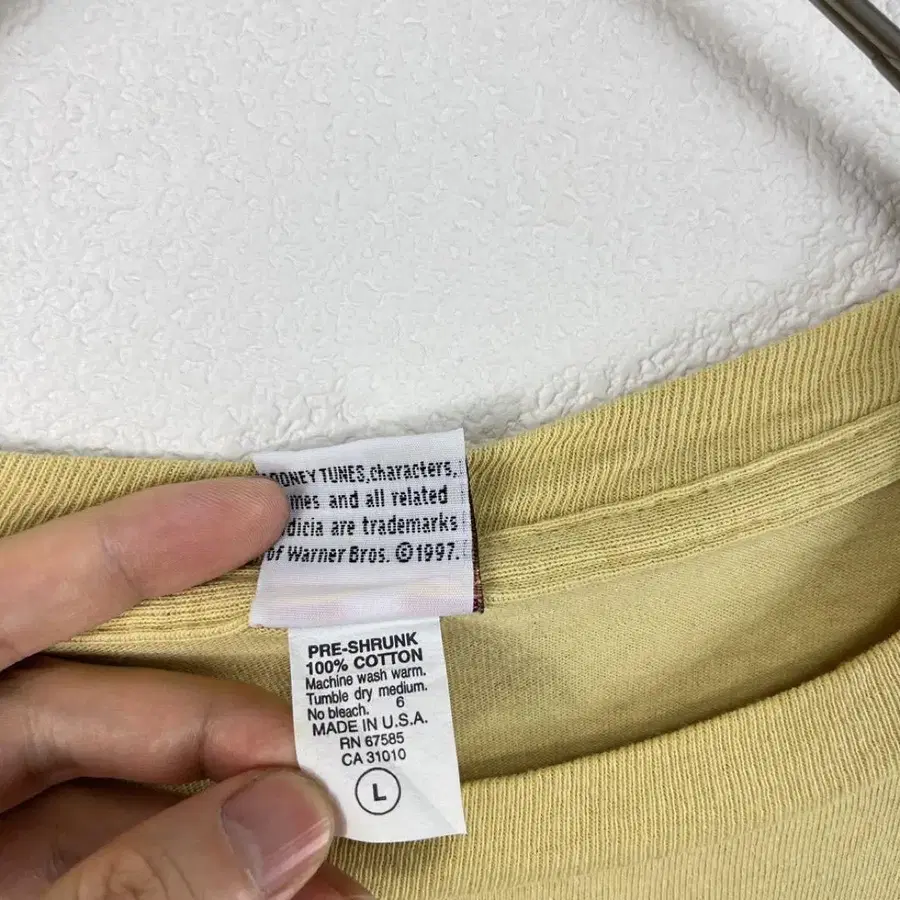 OONEY TUNES,characters,
mes and all related
dicia are trademarks
of Warner Bros. ©1997.
PRE-SHRUNK
100% COTTON
Machine wash warm.
Tumble dry medium.
No bleach. 6
MADE IN U.S.A.
RN 67585
CA 31010
L